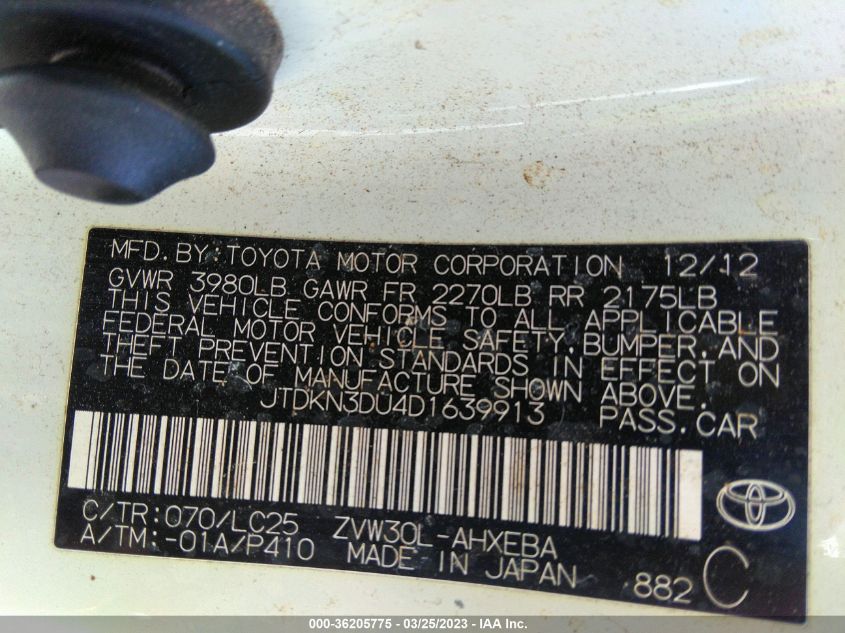 MFD.BY:TOYOTA MOTOR CORPORATION 12/12
GVWR 3980LB GAWR FR 2270LB RR 2175LB
THIS VEHICLE CONFORMS TO ALL APPLICABLE
FEDERAL MOTOR VEHICLE SAFETY,BUMPER,AND
THEFT PREVENTION STANDARDS IN EFFECT ON
THE DATE OF MANUFACTURE SHOWN ABOVE.
JTDKN3DU4D1639913 PASS.CAR
C/TR:070/LC25 ZVW30L-AHXEBA
A/TM:-01A/P410 MADE IN JAPAN 882 C
000-36205775 - 03/25/2023 - IAA Inc.